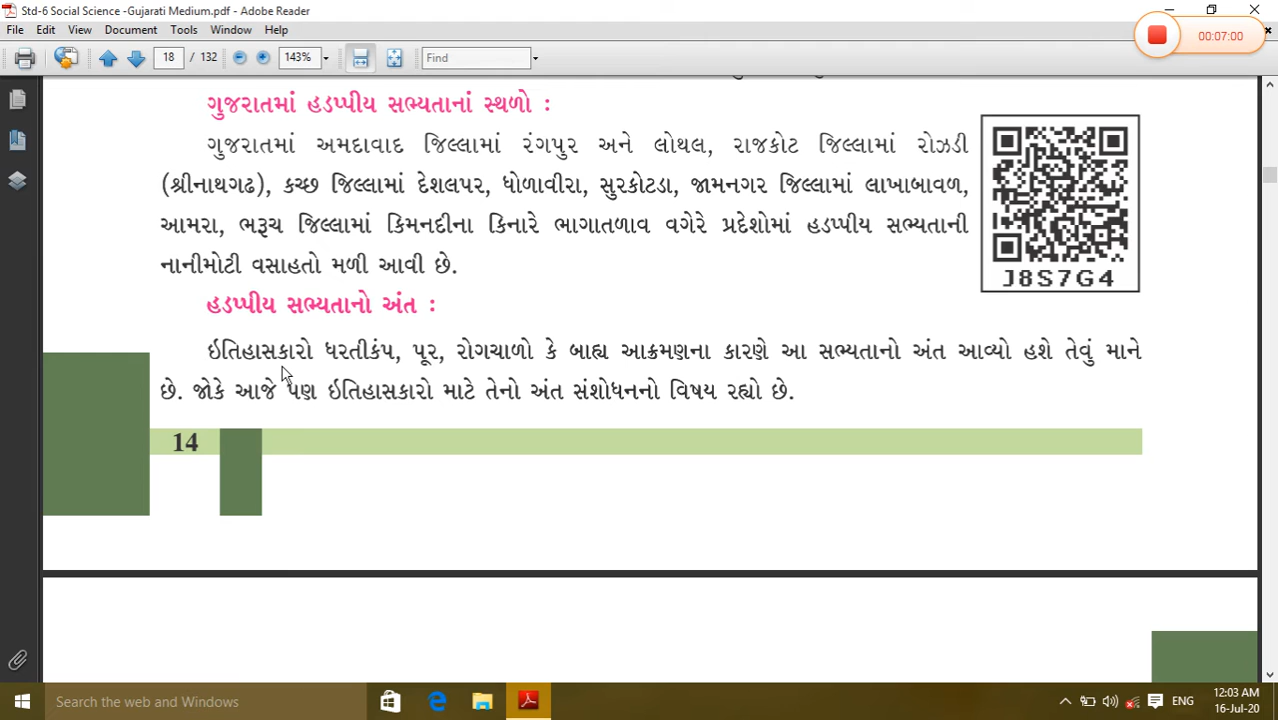 Std-6 Social Science -Gujarati Medium.pdf - Adobe Reader
File Edit View Document Tools Window Help
00:07:00
18 / 132 143% Find
ગુજરાતમાં હડપ્પીય સભ્યતાનાં સ્થળો :
ગુજરાતમાં અમદાવાદ જિલ્લામાં રંગપુર અને લોથલ, રાજકોટ જિલ્લામાં રોઝડી
(શ્રીનાથગઢ), કચ્છ જિલ્લામાં દેશલપર, ધોળાવીરા, સુરકોટડા, જામનગર જિલ્લામાં લાખાબાવળ,
આમરા, ભરૂચ જિલ્લામાં કિમનદીના કિનારે ભાગાતળાવ વગેરે પ્રદેશોમાં હડપ્પીય સભ્યતાની
નાનીમોટી વસાહતો મળી આવી છે.
J8S7G4
હડપ્પીય સભ્યતાનો અંત :
ઇતિહાસકારો ધરતીકંપ, પૂર, રોગચાળો કે બાહ્ય આક્રમણના કારણે આ સભ્યતાનો અંત આવ્યો હશે તેવું માને
છે. જોકે આજે પણ ઇતિહાસકારો માટે તેનો અંત સંશોધનનો વિષય રહ્યો છે.
14
Search the web and Windows
ENG
12:03 AM
16-Jul-20